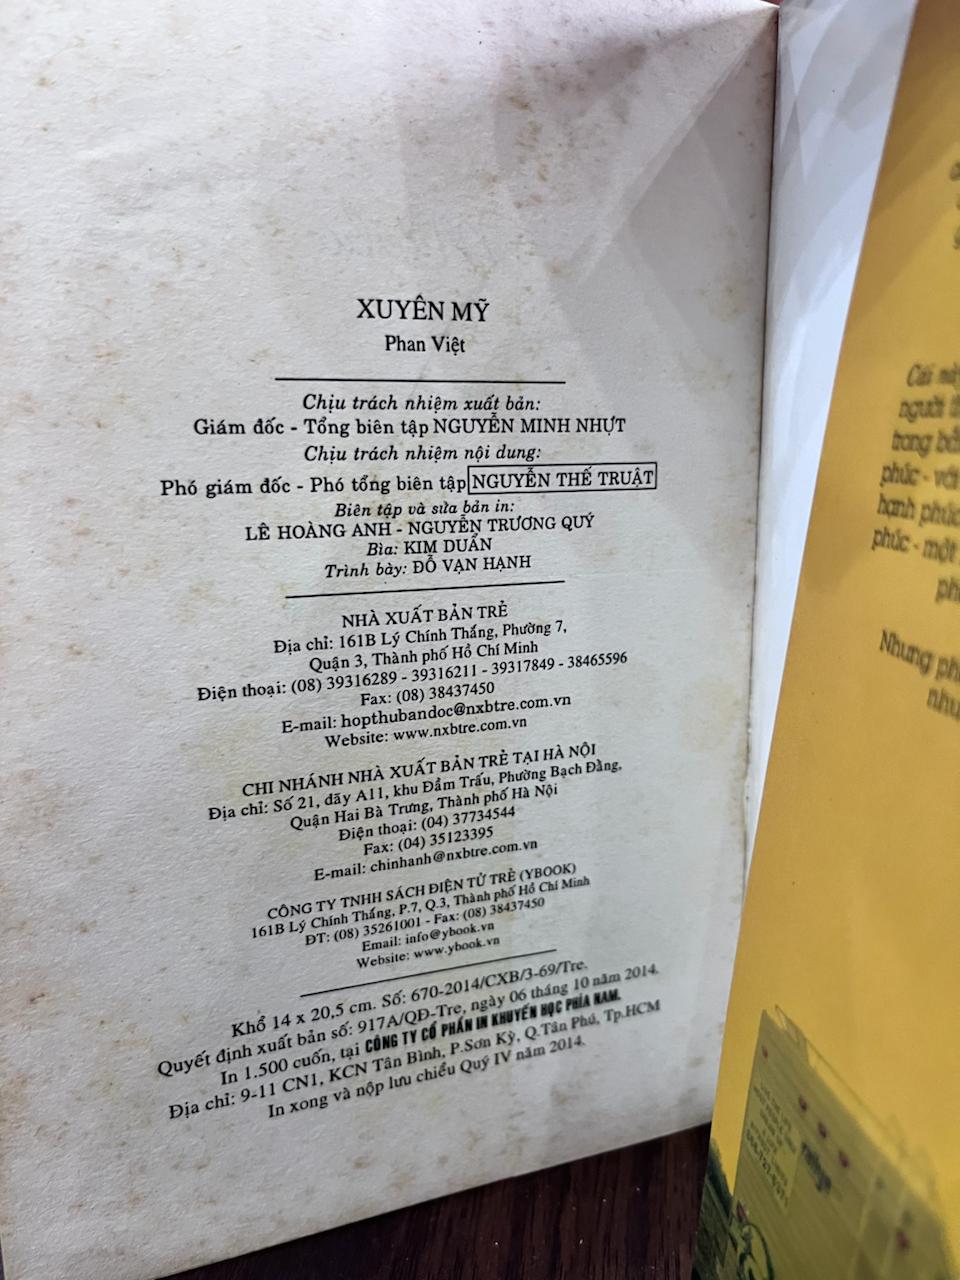 XUYÊN MỸ
Phan Việt
Chịu trách nhiệm xuất bản:
Giám đốc - Tổng biên tập NGUYỄN MINH NHỰT
Chịu trách nhiệm nội dung:
Phó giám đốc - Phó tổng biên tập NGUYỄN THẾ TRUẬT
Biên tập và sửa bản in:
LÊ HOÀNG ANH - NGUYỄN TRƯƠNG QUÝ
Bìa: KIM DUẨN
Trình bày: ĐỖ VẠN HẠNH
NHÀ XUẤT BẢN TRẺ
Địa chỉ: 161B Lý Chính Thắng, Phường 7,
Quận 3, Thành phố Hồ Chí Minh
Điện thoại: (08) 39316289 - 39316211 - 39317849 - 38465596
Fax: (08) 38437450
E-mail: hopthubandoc@nxbtre.com.vn
Website: www.nxbtre.com.vn
CHI NHÁNH NHÀ XUẤT BẢN TRẺ TẠI HÀ NỘI
Địa chỉ: Số 21, dãy A11, khu Đầm Trấu, Phường Bạch Đằng,
Quận Hai Bà Trưng, Thành phố Hà Nội
Điện thoại: (04) 37734544
Fax: (04) 35123395
E-mail: chinhanh@nxbtre.com.vn
CÔNG TY TNHH SÁCH ĐIỆN TỬ TRẺ (YBOOK)
161B Lý Chính Thắng, P.7, Q.3, Thành phố Hồ Chí Minh
ĐT: (08) 35261001 - Fax: (08) 38437450
Email: info@ybook.vn
Website: www.ybook.vn
Khổ 14 x 20,5 cm. Số: 670-2014/CXB/3-69/Tre.
Quyết định xuất bản số: 917A/QĐ-Tre, ngày 06 tháng 10 năm 2014.
In 1.500 cuốn, tại CÔNG TY CỔ PHẦN IN KHUYẾN HỌC PHÍA NAM.
Địa chỉ: 9-11 CN1, KCN Tân Bình, P.Sơn Kỳ, Q.Tân Phú, Tp.HCM
In xong và nộp lưu chiểu Quý IV năm 2014.
Cái
người
trong
phúc - với
hạnh phúc
phúc - một
Nhưng